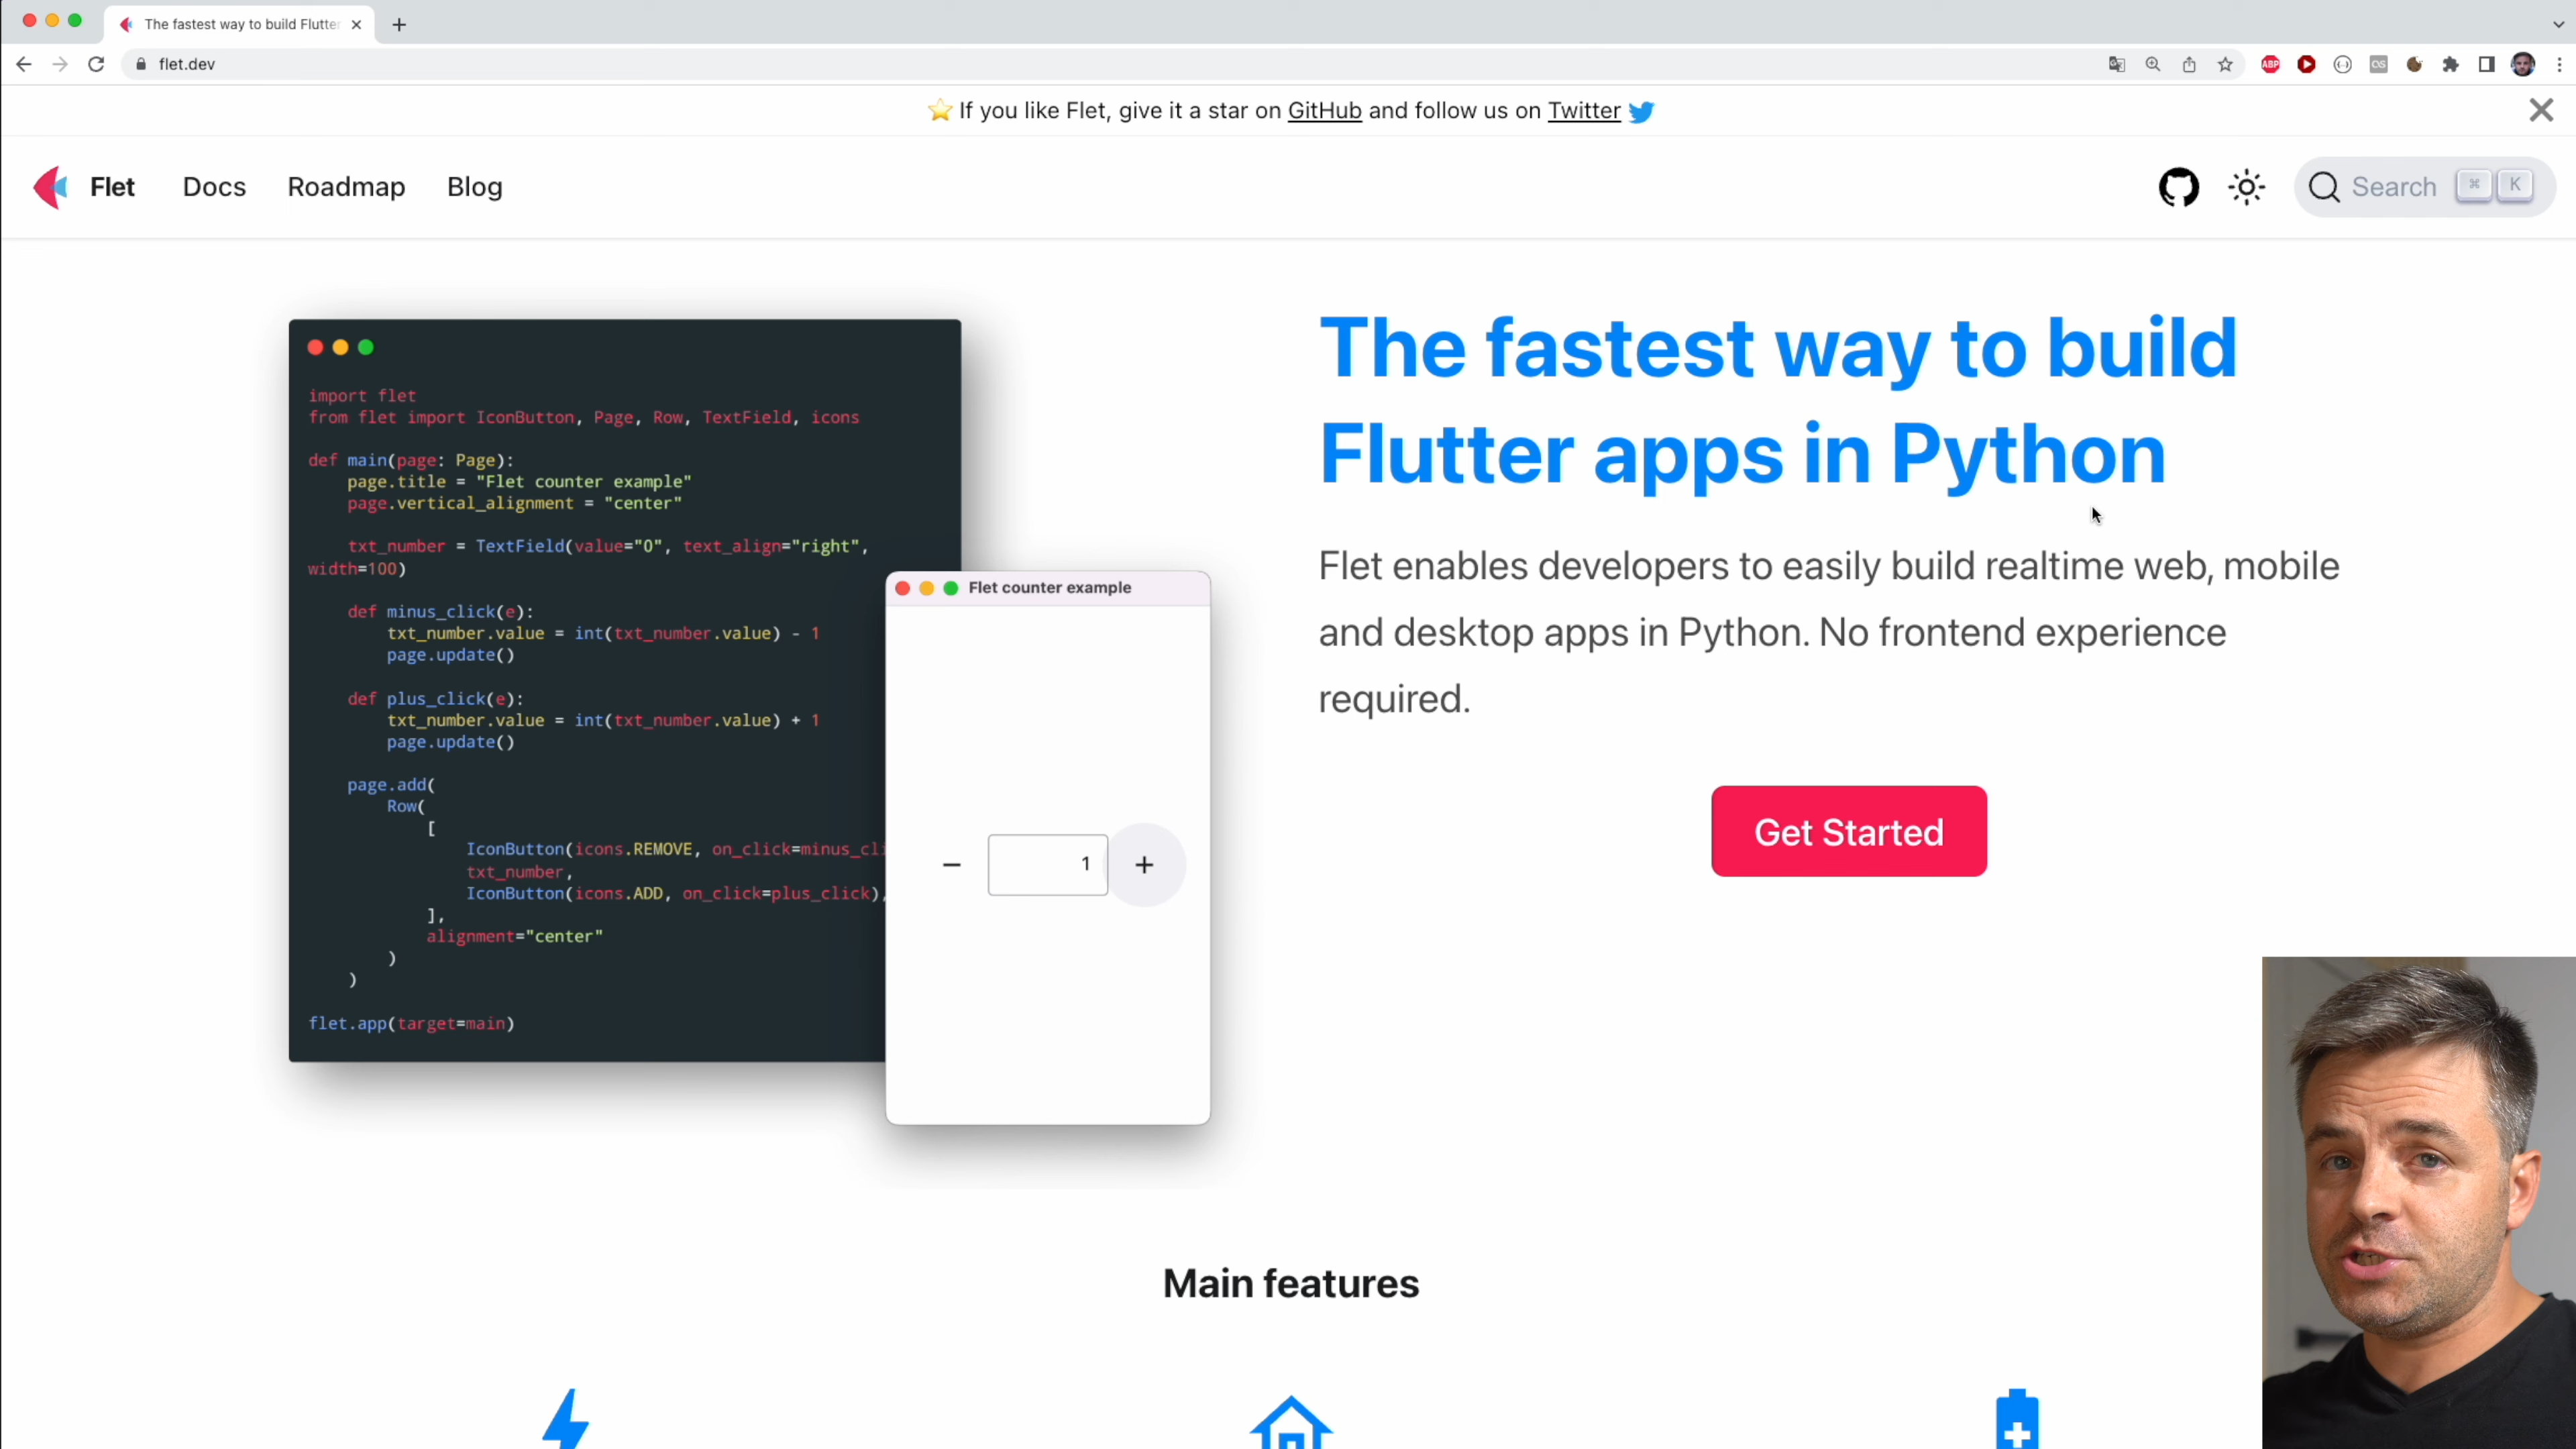 The fastest way to build Flutter
flet.dev
ABP
⭐ If you like Flet, give it a star on GitHub and follow us on Twitter
Flet
Docs
Roadmap
Blog
Search
⌘
K
import flet
from flet import IconButton, Page, Row, TextField, icons
def main(page: Page):
page.title = "Flet counter example"
page.vertical_alignment = "center"
txt_number = TextField(value="0", text_align="right",
width=100)
def minus_click(e):
txt_number.value = int(txt_number.value) - 1
page.update()
def plus_click(e):
txt_number.value = int(txt_number.value) + 1
page.update()
page.add(
Row(
[
IconButton(icons.REMOVE, on_click=minus_cli
txt_number,
IconButton(icons.ADD, on_click=plus_click),
],
alignment="center"
)
)
flet.app(target=main)
Flet counter example
−
1
+
The fastest way to build
Flutter apps in Python
Flet enables developers to easily build realtime web, mobile
and desktop apps in Python. No frontend experience
required.
Get Started
Main features